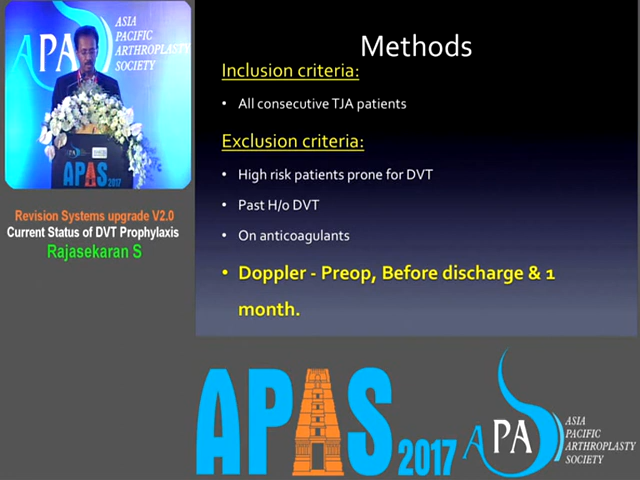 APA
ASIA
PACIFIC
ARTHROPLASTY
SOCIETY
APAS
2017
Revision Systems upgrade V2.0
Current Status of DVT Prophylaxis
Rajasekaran S
Methods
Inclusion criteria:
• All consecutive TJA patients
Exclusion criteria:
• High risk patients prone for DVT
• Past H/o DVT
• On anticoagulants
• Doppler - Preop, Before discharge & 1
month.
APAS 2017
APA
ASIA
PACIFIC
ARTHROPLASTY
SOCIETY